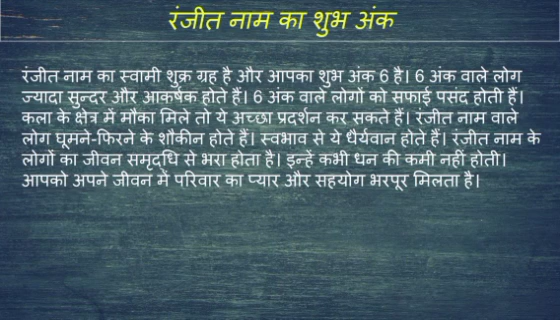 रंजीत नाम का शुभ अंक
रंजीत नाम का स्वामी शुक्र ग्रह है और आपका शुभ अंक 6 है। 6 अंक वाले लोग
ज्यादा सुन्दर और आकर्षक होते हैं। 6 अंक वाले लोगों को सफाई पसंद होती हैं।
कला के क्षेत्र में मौका मिले तो ये अच्छा प्रदर्शन कर सकते हैं। रंजीत नाम वाले
लोग घूमने-फिरने के शौकीन होते हैं। स्वभाव से ये धैर्यवान होते हैं। रंजीत नाम के
लोगों का जीवन समृद्धि से भरा होता है। इन्हें कभी धन की कमी नहीं होती।
आपको अपने जीवन में परिवार का प्यार और सहयोग भरपूर मिलता है।